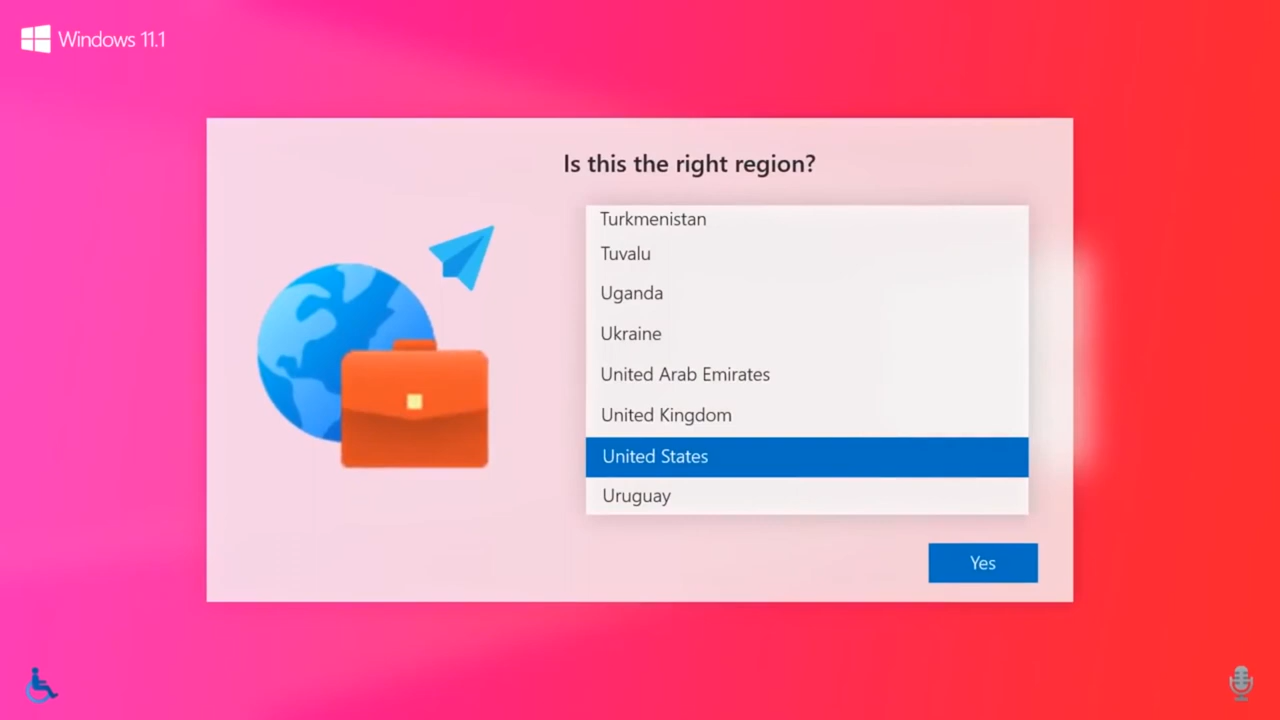 Windows 11.1
Is this the right region?
Turkmenistan
Tuvalu
Uganda
Ukraine
United Arab Emirates
United Kingdom
United States
Uruguay
Yes